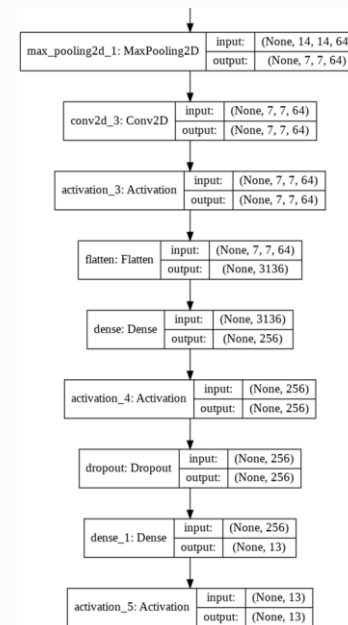 max_pooling2d_1: MaxPooling2D
input: (None, 14, 14, 64
output: (None, 7, 7, 64)
conv2d_3: Conv2D
input: (None, 7, 7, 64)
output: (None, 7, 7, 64)
activation_3: Activation
input: (None, 7, 7, 64)
output: (None, 7, 7, 64)
flatten: Flatten
input: (None, 7, 7, 64)
output: (None, 3136)
dense: Dense
input: (None, 3136)
output: (None, 256)
activation_4: Activation
input: (None, 256)
output: (None, 256)
dropout: Dropout
input: (None, 256)
output: (None, 256)
dense_1: Dense
input: (None, 256)
output: (None, 13)
activation_5: Activation
input: (None, 13)
output: (None, 13)